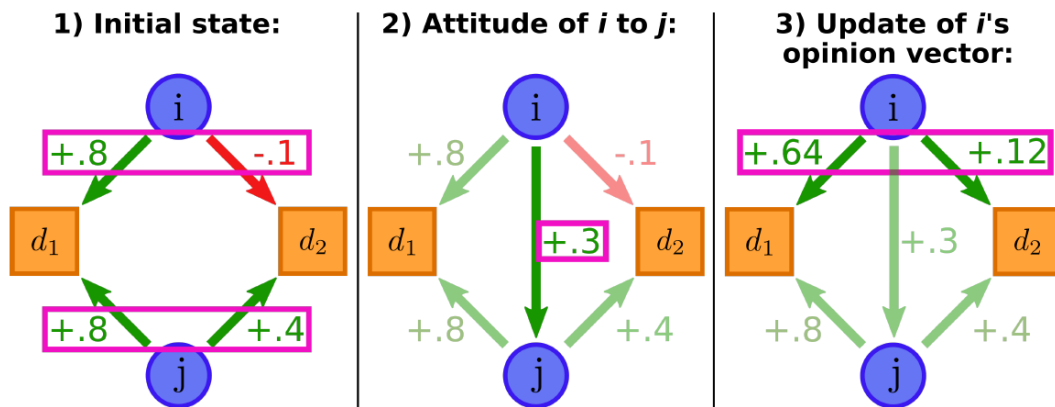 1) Initial state:
i
+.8 -.1
d1 d2
+.8 +.4
j
2) Attitude of i to j:
i
+.8 -.1
d1 +.3 d2
+.8 +.4
j
3) Update of i's
opinion vector:
i
+.64 +.12
d1 +.3 d2
+.8 +.4
j